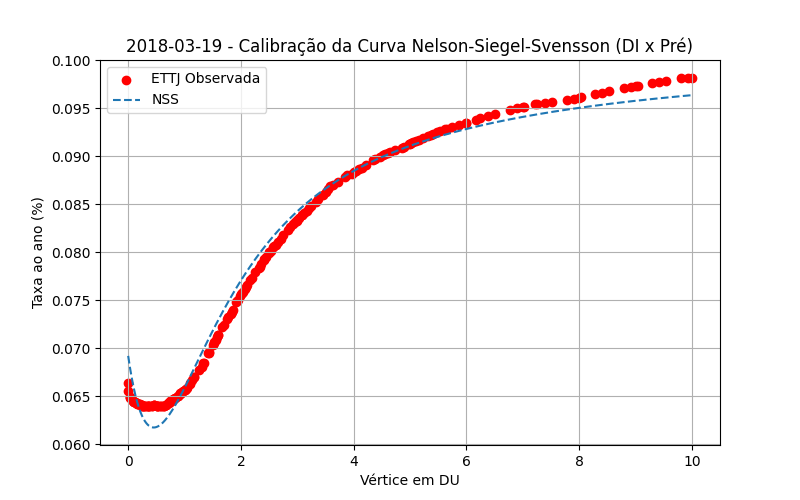 2018-03-19 - Calibração da Curva Nelson-Siegel-Svensson (DI x Pré)
ETTJ Observada
NSS
Taxa ao ano (%)
0.100
0.095
0.090
0.085
0.080
0.075
0.070
0.065
0.060
0 2 4 6 8 10
Vértice em DU